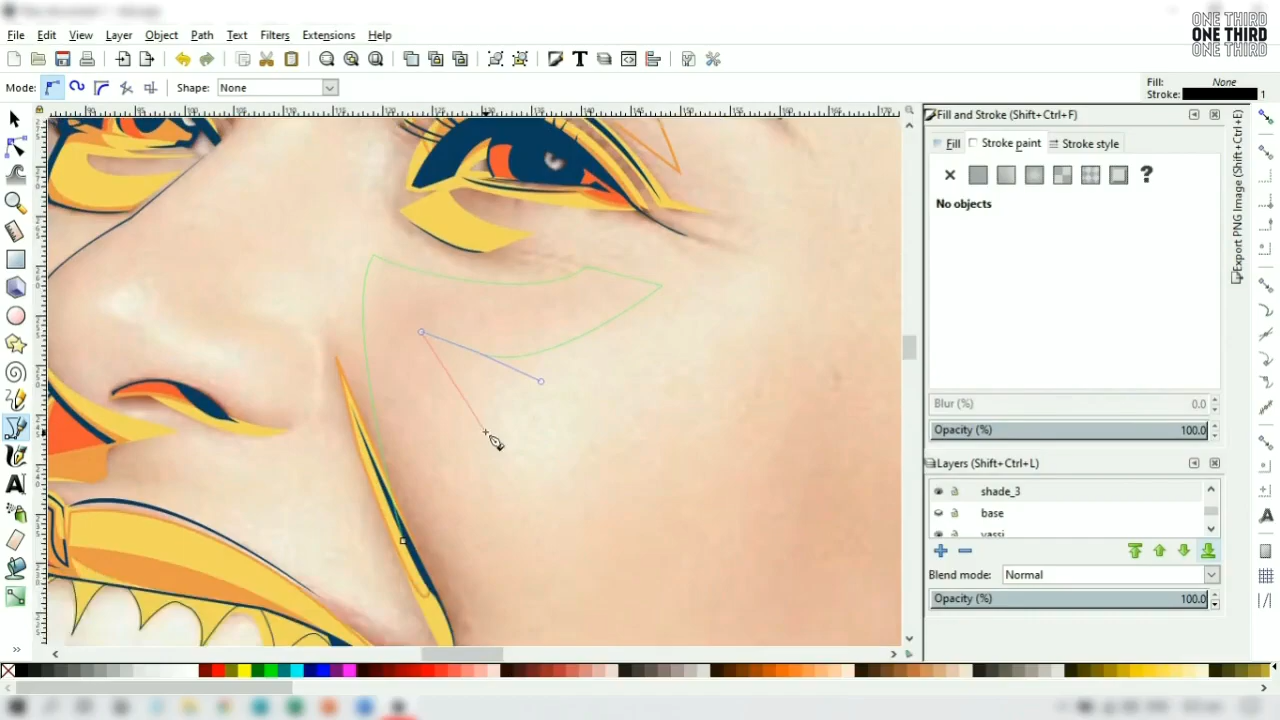 ONE THIRD
ONE THIRD
ONE THIRD
File Edit View Layer Object Path Text Filters Extensions Help
Mode: Shape: None
Fill: None
Stroke: 1
Fill and Stroke (Shift+Ctrl+F)
Fill Stroke paint Stroke style
?
No objects
Blur (%) 0.0
Opacity (%) 100.0
Layers (Shift+Ctrl+L)
shade_3
base
vassi
Blend mode: Normal
Opacity (%) 100.0
Export PNG Image (Shift+Ctrl+E)